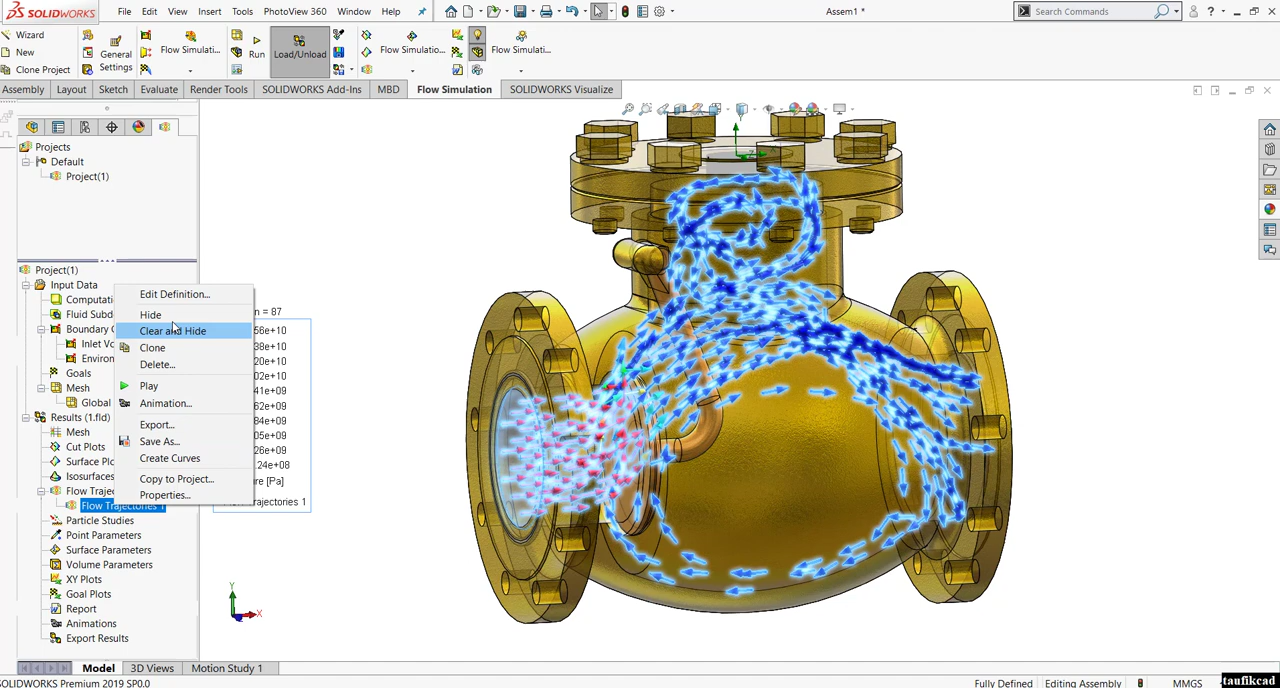 SOLIDWORKS
File Edit View Insert Tools PhotoView 360 Window Help
Assem1 *
Search Commands
?
Wizard
New
Clone Project
General Settings
Flow Simulati...
Run
Load/Unload
Flow Simulatio...
Flow Simulati...
Assembly Layout Sketch Evaluate Render Tools SOLIDWORKS Add-Ins MBD Flow Simulation SOLIDWORKS Visualize
Projects
Default
Project(1)
Project(1)
Input Data
Computati
Fluid Subd
Boundary C
Inlet Vo
Environ
Goals
Mesh
Global
Results (1.fld)
Mesh
Cut Plots
Surface Plo
Isosurfaces
Flow Traje
Flow Trajectories 1
Particle Studies
Point Parameters
Surface Parameters
Volume Parameters
XY Plots
Goal Plots
Report
Animations
Export Results
Edit Definition...
Hide
Clear and Hide
Clone
Delete...
Play
Animation...
Export...
Save As...
Create Curves
Copy to Project...
Properties...
n = 87
56e+10
38e+10
20e+10
02e+10
41e+09
62e+09
84e+09
05e+09
26e+09
.24e+08
re [Pa]
rajectories 1
Y
X
Model 3D Views Motion Study 1
SOLIDWORKS Premium 2019 SP0.0
Fully Defined Editing Assembly MMGS
taufikcad